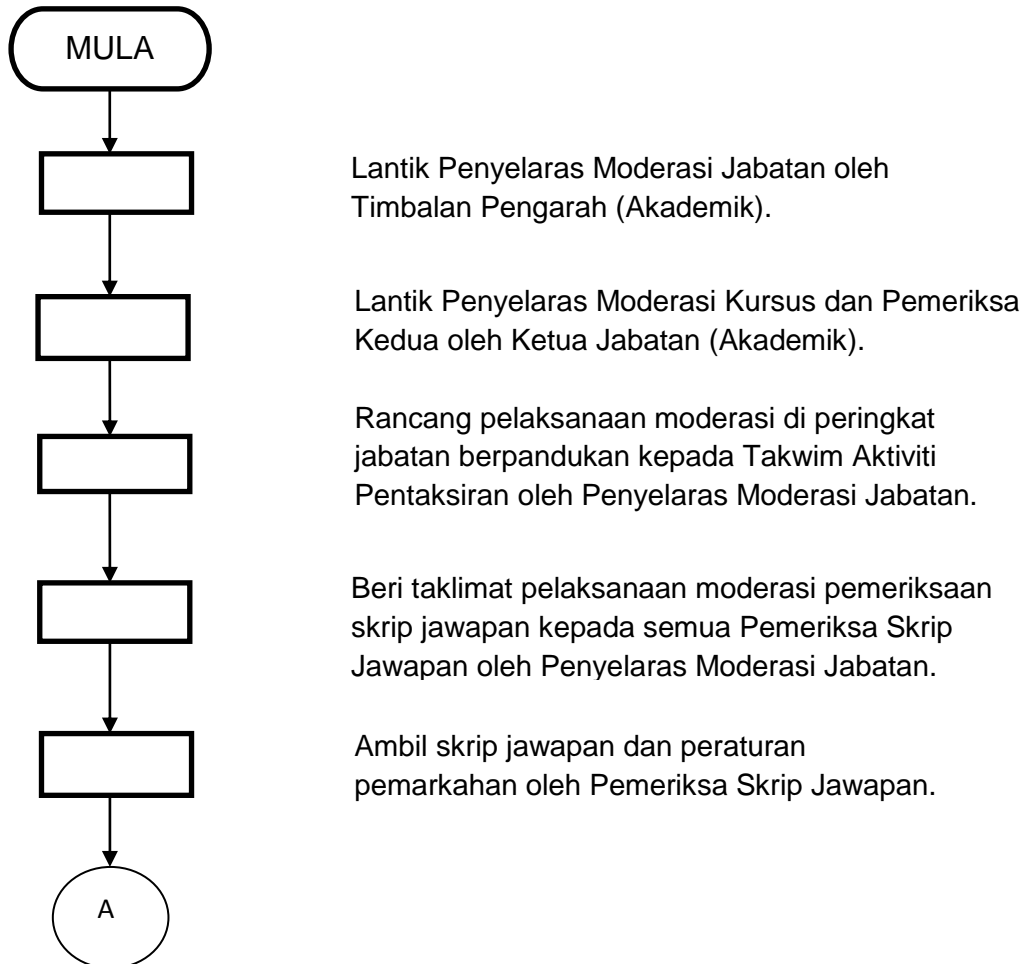 MULA
Lantik Penyelaras Moderasi Jabatan oleh
Timbalan Pengarah (Akademik).
Lantik Penyelaras Moderasi Kursus dan Pemeriksa
Kedua oleh Ketua Jabatan (Akademik).
Rancang pelaksanaan moderasi di peringkat
jabatan berpandukan kepada Takwim Aktiviti
Pentaksiran oleh Penyelaras Moderasi Jabatan.
Beri taklimat pelaksanaan moderasi pemeriksaan
skrip jawapan kepada semua Pemeriksa Skrip
Jawapan oleh Penyelaras Moderasi Jabatan.
Ambil skrip jawapan dan peraturan
pemarkahan oleh Pemeriksa Skrip Jawapan.
A